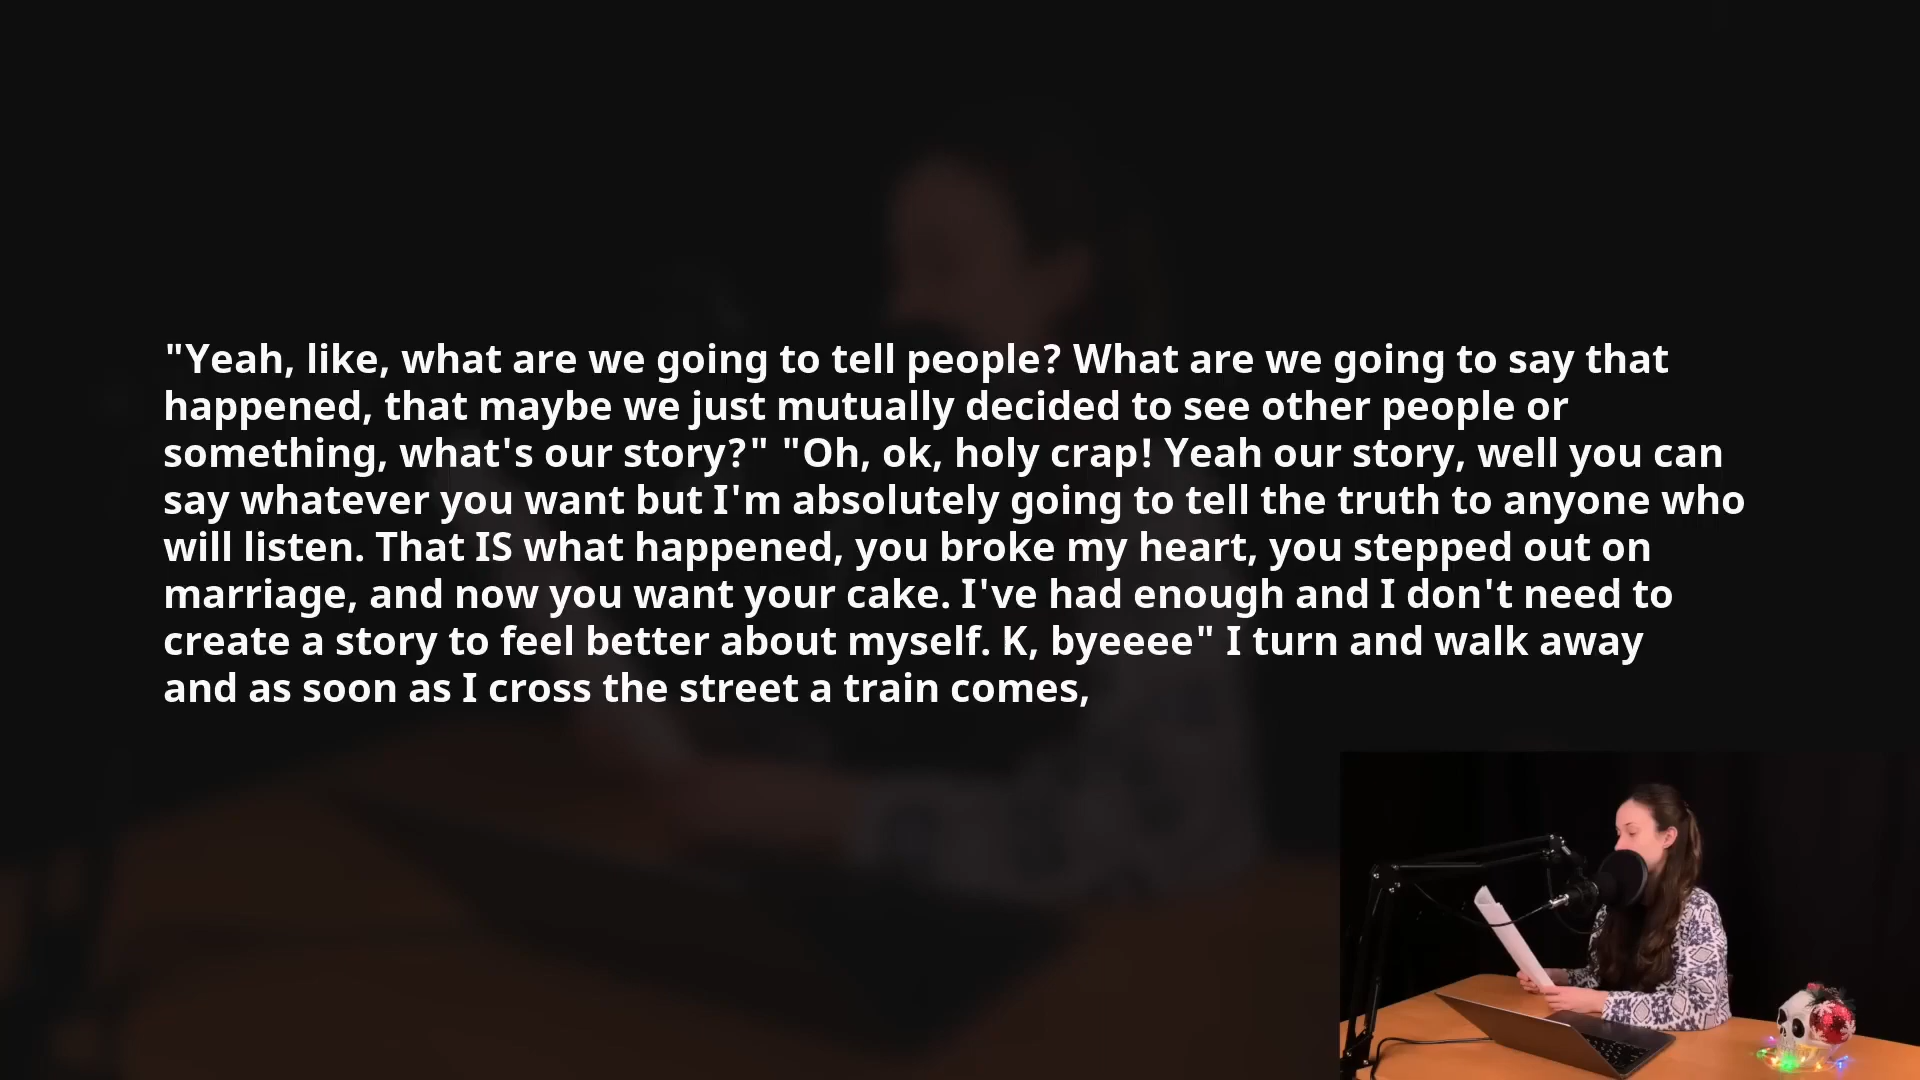 "Yeah, like, what are we going to tell people? What are we going to say that
happened, that maybe we just mutually decided to see other people or
something, what's our story?" "Oh, ok, holy crap! Yeah our story, well you can
say whatever you want but I'm absolutely going to tell the truth to anyone who
will listen. That IS what happened, you broke my heart, you stepped out on
marriage, and now you want your cake. I've had enough and I don't need to
create a story to feel better about myself. K, byeeee" I turn and walk away
and as soon as I cross the street a train comes,